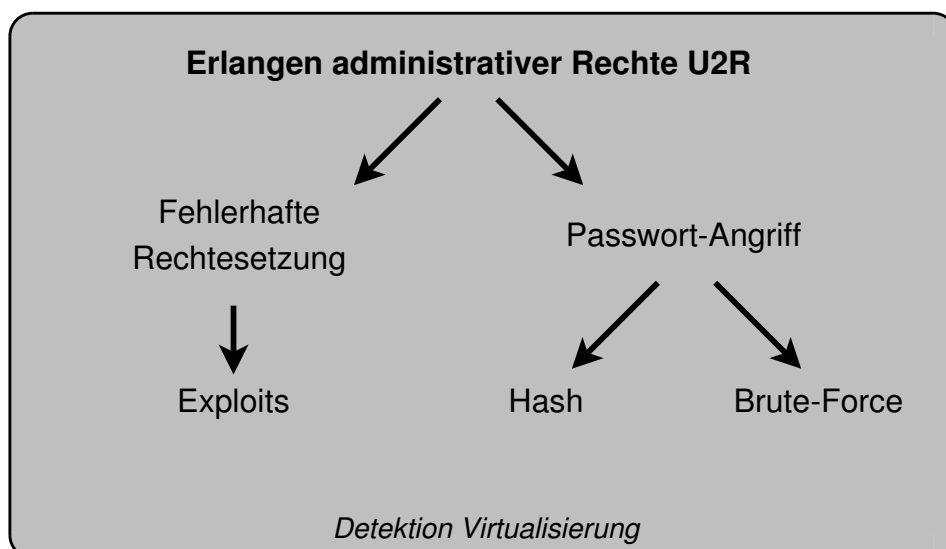 Erlangen administrativer Rechte U2R
Fehlerhafte
Rechtesetzung
Passwort-Angriff
Exploits
Hash
Brute-Force
Detektion Virtualisierung